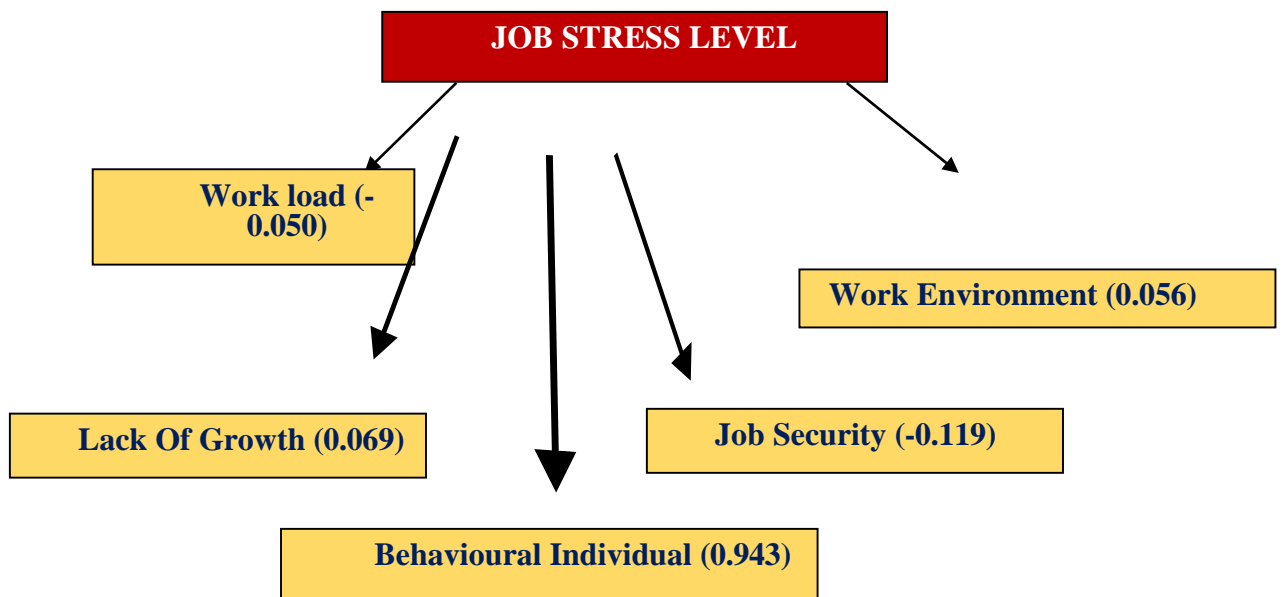 JOB STRESS LEVEL
Work load (-
0.050)
Work Environment (0.056)
Lack Of Growth (0.069)
Job Security (-0.119)
Behavioural Individual (0.943)